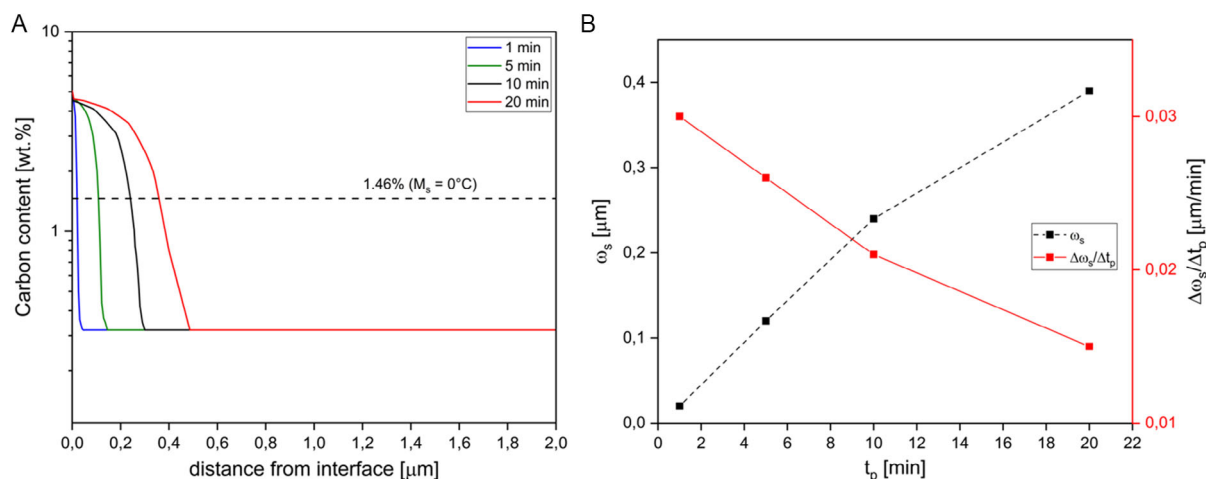 A
10
1
Carbon content [wt.%]
1 min
5 min
10 min
20 min
1.46% (Mₛ = 0°C)
0,0 0,2 0,4 0,6 0,8 1,0 1,2 1,4 1,6 1,8 2,0
distance from interface [µm]
B
0,4
0,3
0,2
0,1
0,0
ωₛ [µm]
ωₛ
Δωₛ/Δtₚ
0,03
0,02
0,01
Δωₛ/Δtₚ [µm/min]
0 2 4 6 8 10 12 14 16 18 20 22
tₚ [min]